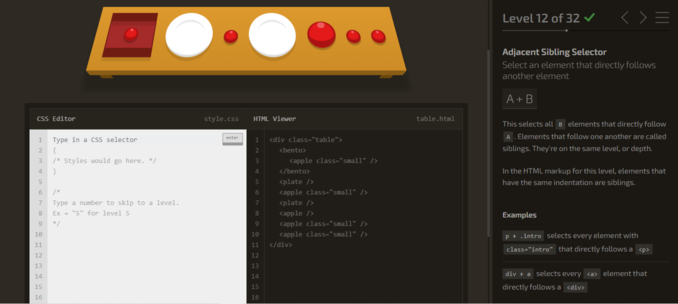 Level 12 of 32
Adjacent Sibling Selector
Select an element that directly follows
another element
A + B
This selects all B elements that directly follow
A . Elements that follow one another are called
siblings. They're on the same level, or depth.
In the HTML markup for this level, elements that
have the same indentation are siblings.
Examples
p + .intro selects every element with
class="intro" that directly follows a <p>
div + a selects every <a> element that
directly follows a <div>
CSS Editor style.css
1 Type in a CSS selector enter
2 {
3 /* Styles would go here. */
4 }
5
6 /*
7 Type a number to skip to a level.
8 Ex → "5" for level 5
9 */
10
11
12
13
14
15
16
HTML Viewer table.html
1 <div class="table">
2 <bento>
3 <apple class="small" />
4 </bento>
5 <plate />
6 <apple class="small" />
7 <plate />
8 <apple />
9 <apple class="small" />
10 <apple class="small" />
11 </div>
12
13
14
15
16